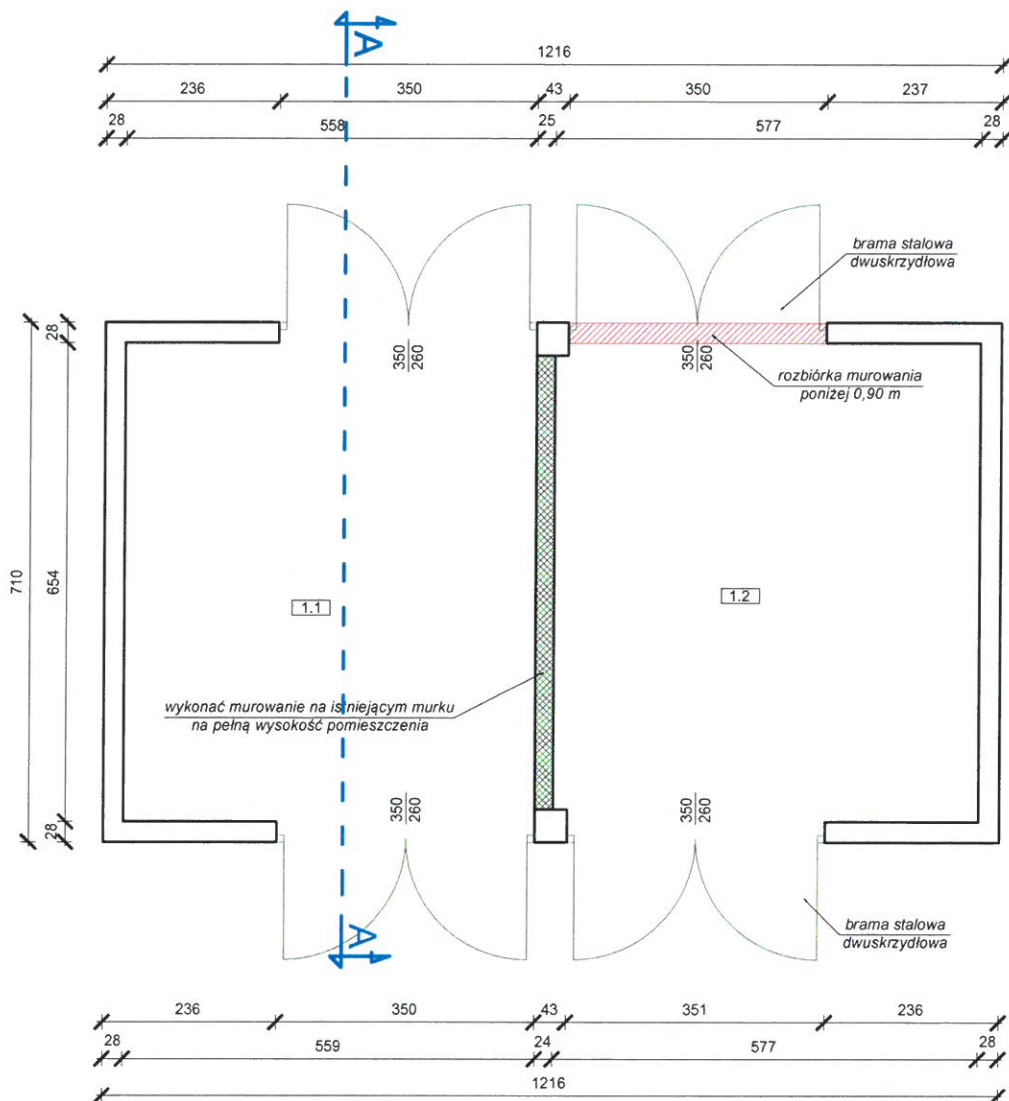 A
1216
236 350 43 350 237
28 558 25 577 28
brama stalowa
dwuskrzydłowa
28
350
260
350
260
rozbiórka murowania
poniżej 0,90 m
710
654
1.1
1.2
wykonać murowanie na istniejącym murku
na pełną wysokość pomieszczenia
350
260
350
260
28
A
brama stalowa
dwuskrzydłowa
236 350 43 351 236
28 559 24 577 28
1216